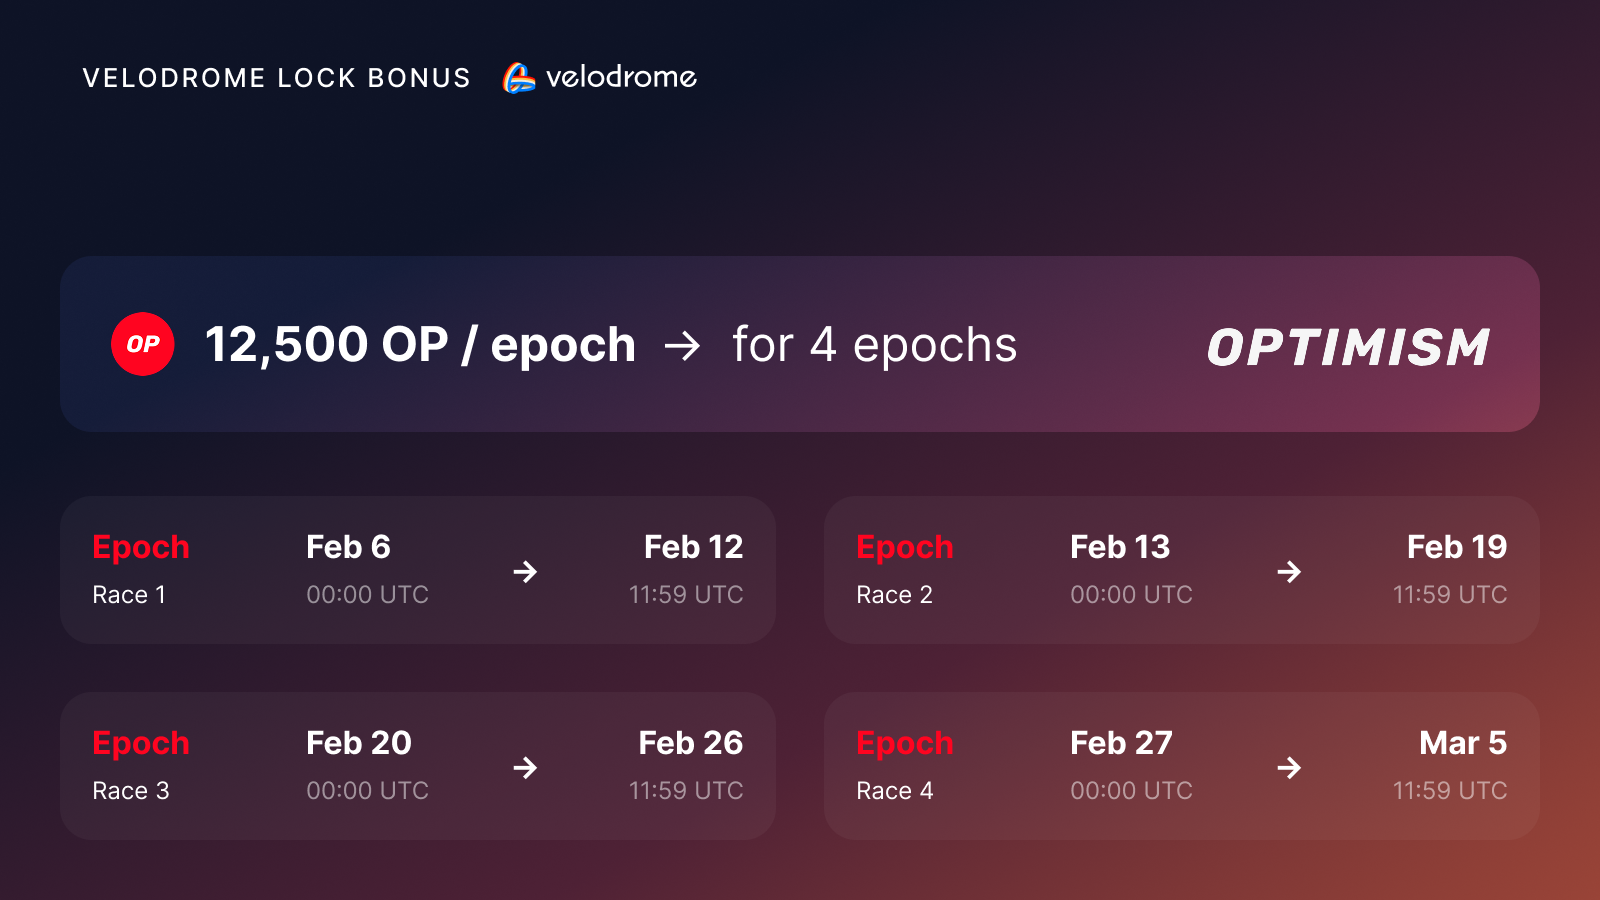 VELODROME LOCK BONUS velodrome
OP 12,500 OP / epoch → for 4 epochs OPTIMISM
Epoch Feb 6 → Feb 12
Race 1 00:00 UTC 11:59 UTC
Epoch Feb 13 → Feb 19
Race 2 00:00 UTC 11:59 UTC
Epoch Feb 20 → Feb 26
Race 3 00:00 UTC 11:59 UTC
Epoch Feb 27 → Mar 5
Race 4 00:00 UTC 11:59 UTC